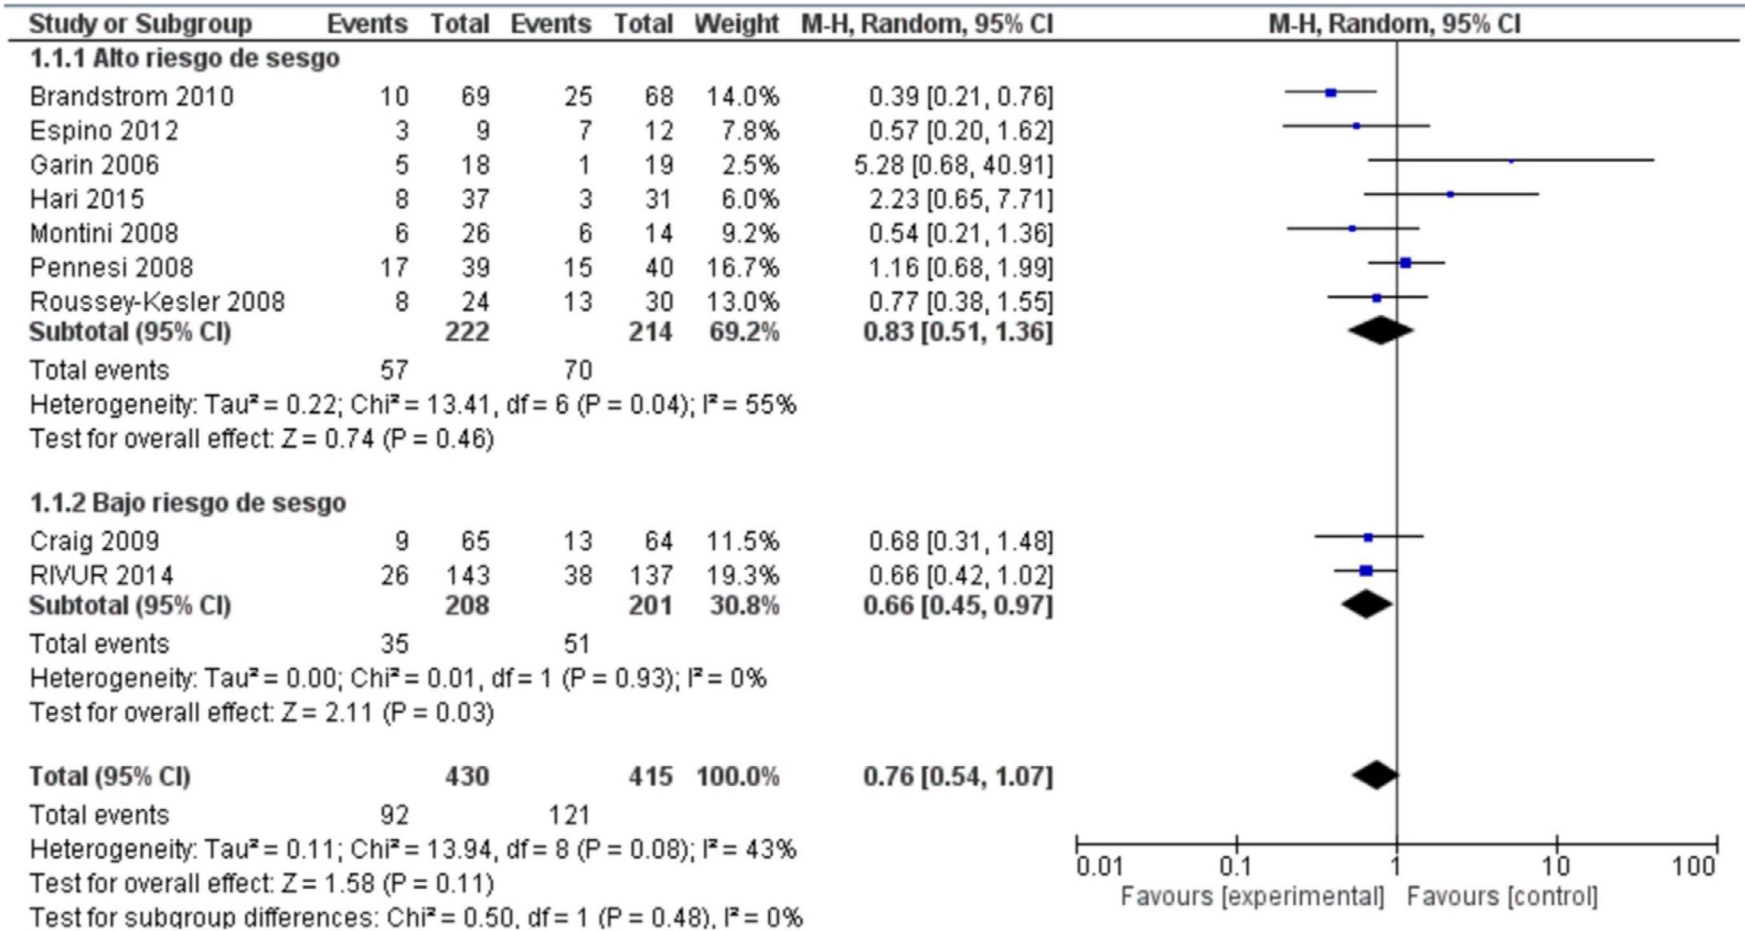 Study or Subgroup Events Total Events Total Weight M-H, Random, 95% CI M-H, Random, 95% CI
1.1.1 Alto riesgo de sesgo
Brandstrom 2010 10 69 25 68 14.0% 0.39 [0.21, 0.76]
Espino 2012 3 9 7 12 7.8% 0.57 [0.20, 1.62]
Garin 2006 5 18 1 19 2.5% 5.28 [0.68, 40.91]
Hari 2015 8 37 3 31 6.0% 2.23 [0.65, 7.71]
Montini 2008 6 26 6 14 9.2% 0.54 [0.21, 1.36]
Pennesi 2008 17 39 15 40 16.7% 1.16 [0.68, 1.99]
Roussey-Kesler 2008 8 24 13 30 13.0% 0.77 [0.38, 1.55]
Subtotal (95% CI) 222 214 69.2% 0.83 [0.51, 1.36]
Total events 57 70
Heterogeneity: Tau² = 0.22; Chi² = 13.41, df = 6 (P = 0.04); I² = 55%
Test for overall effect: Z = 0.74 (P = 0.46)
1.1.2 Bajo riesgo de sesgo
Craig 2009 9 65 13 64 11.5% 0.68 [0.31, 1.48]
RIVUR 2014 26 143 38 137 19.3% 0.66 [0.42, 1.02]
Subtotal (95% CI) 208 201 30.8% 0.66 [0.45, 0.97]
Total events 35 51
Heterogeneity: Tau² = 0.00; Chi² = 0.01, df = 1 (P = 0.93); I² = 0%
Test for overall effect: Z = 2.11 (P = 0.03)
Total (95% CI) 430 415 100.0% 0.76 [0.54, 1.07]
Total events 92 121
Heterogeneity: Tau² = 0.11; Chi² = 13.94, df = 8 (P = 0.08); I² = 43%
Test for overall effect: Z = 1.58 (P = 0.11)
Test for subgroup differences: Chi² = 0.50, df = 1 (P = 0.48), I² = 0%
0.01 0.1 1 10 100
Favours [experimental] Favours [control]